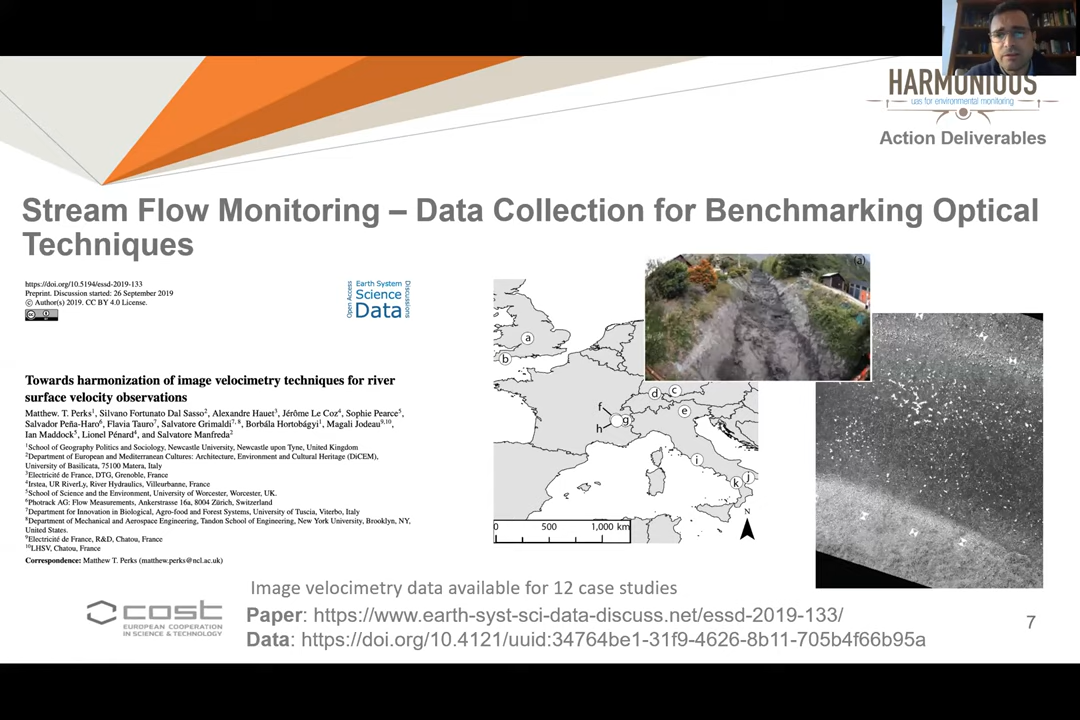 HARMONIOUS
uas for environmental monitoring
Action Deliverables
Stream Flow Monitoring – Data Collection for Benchmarking Optical
Techniques
https://doi.org/10.5194/essd-2019-133
Preprint. Discussion started: 26 September 2019
© Author(s) 2019. CC BY 4.0 License.
Open Access
Earth System
Science
Data
Discussions
Towards harmonization of image velocimetry techniques for river
surface velocity observations
Matthew. T. Perks1, Silvano Fortunato Dal Sasso2, Alexandre Hauet3, Jérôme Le Coz4, Sophie Pearce5,
Salvador Peña-Haro6, Flavia Tauro7, Salvatore Grimaldi7, 8, Borbála Hortobágyi1, Magali Jodeau9,10,
Ian Maddock5, Lionel Pénard4, and Salvatore Manfreda2
1School of Geography Politics and Sociology, Newcastle University, Newcastle upon Tyne, United Kingdom
2Department of European and Mediterranean Cultures: Architecture, Environment and Cultural Heritage (DiCEM),
University of Basilicata, 75100 Matera, Italy
3Electricité de France, DTG, Grenoble, France
4Irstea, UR RiverLy, River Hydraulics, Villeurbanne, France
5School of Science and the Environment, University of Worcester, Worcester, UK.
6Photrack AG: Flow Measurements, Ankerstrasse 16a, 8004 Zürich, Switzerland
7Department for Innovation in Biological, Agro-food and Forest Systems, University of Tuscia, Viterbo, Italy
8Department of Mechanical and Aerospace Engineering, Tandon School of Engineering, New York University, Brooklyn, NY,
United States.
9Electricité de France, R&D, Chatou, France
10LHSV, Chatou, France
Correspondence: Matthew T. Perks (matthew.perks@ncl.ac.uk)
(a)
a
b
d c
f e
g
h
i
j
k
N
0 500 1,000 km
Image velocimetry data available for 12 case studies
cost
EUROPEAN COOPERATION
IN SCIENCE & TECHNOLOGY
Paper: https://www.earth-syst-sci-data-discuss.net/essd-2019-133/
Data: https://doi.org/10.4121/uuid:34764be1-31f9-4626-8b11-705b4f66b95a
7